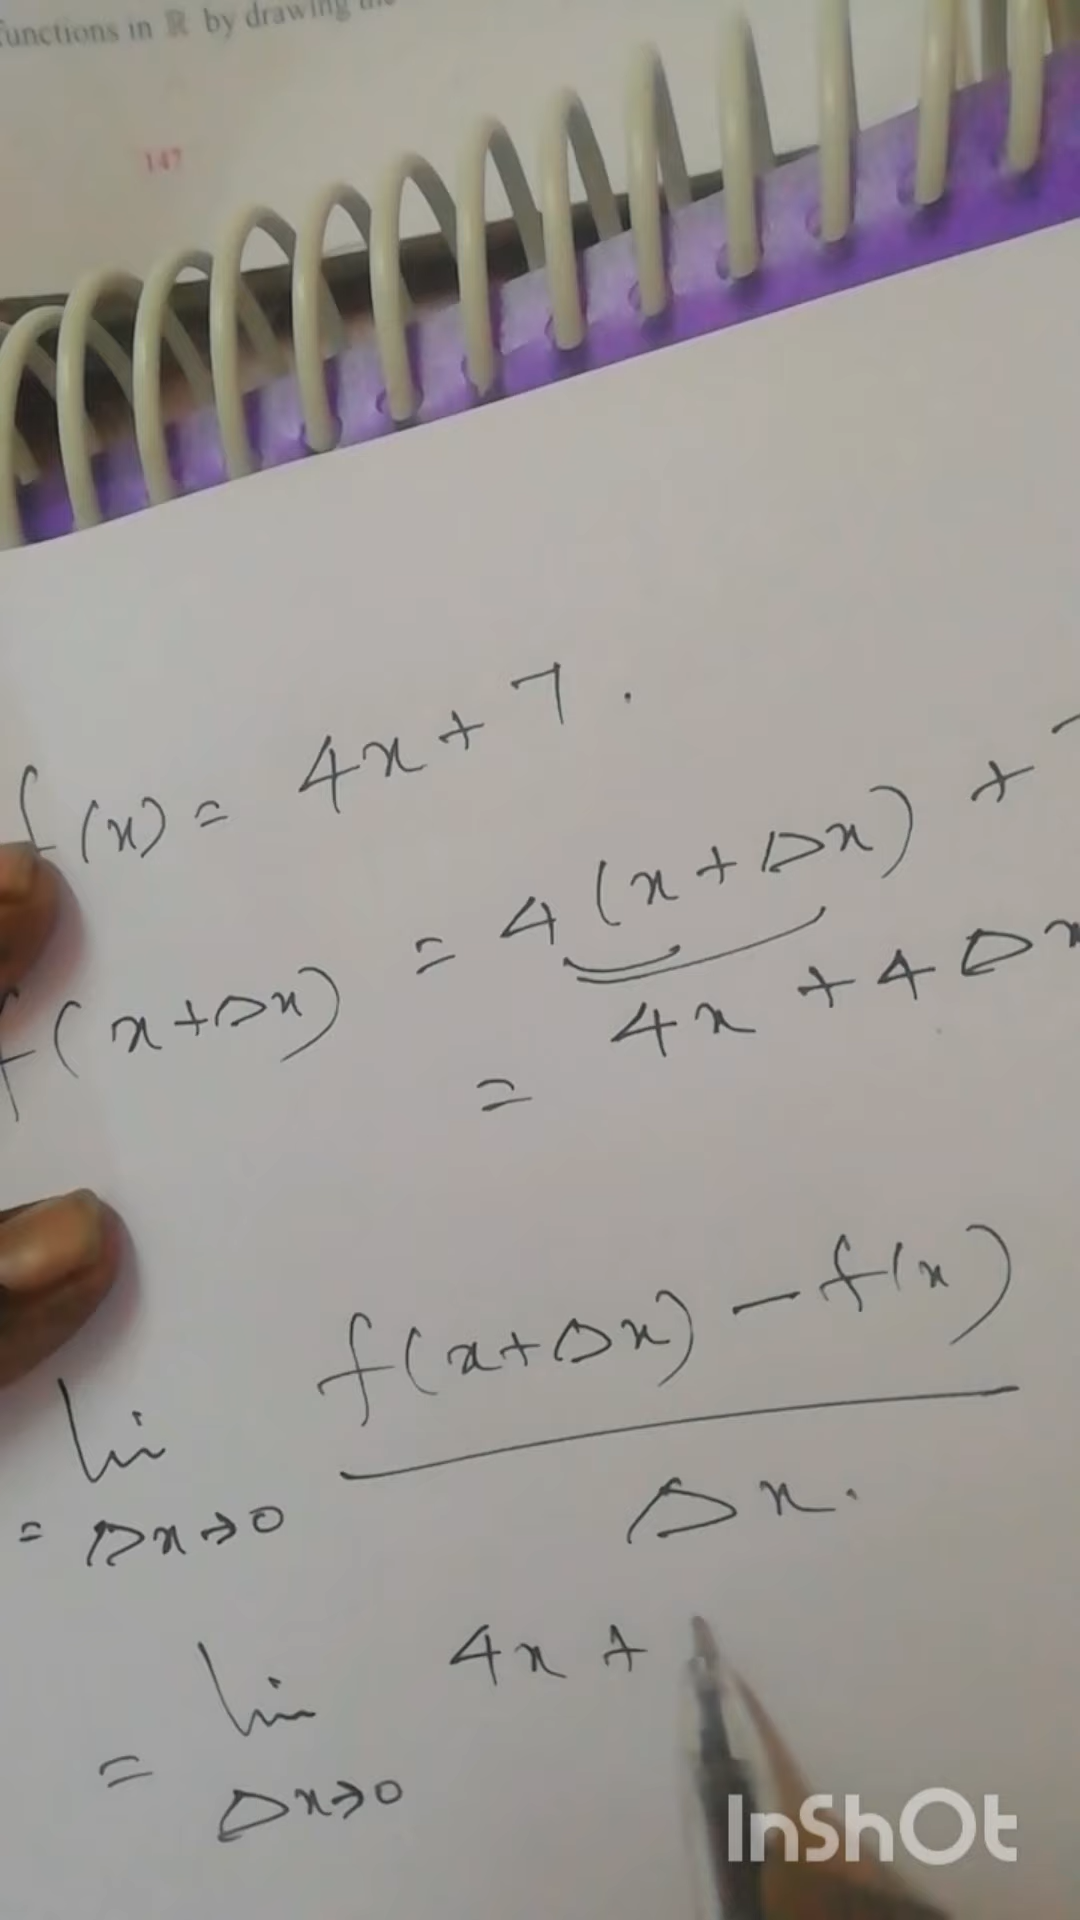 functions in ℝ by drawing
147
f(x) = 4x + 7.
f(x+Δx) = 4(x+Δx) +
= 4x + 4Δx
= lim Δx→0 f(x+Δx) - f(x) / Δx.
= lim Δx→0 4x +
InShOt